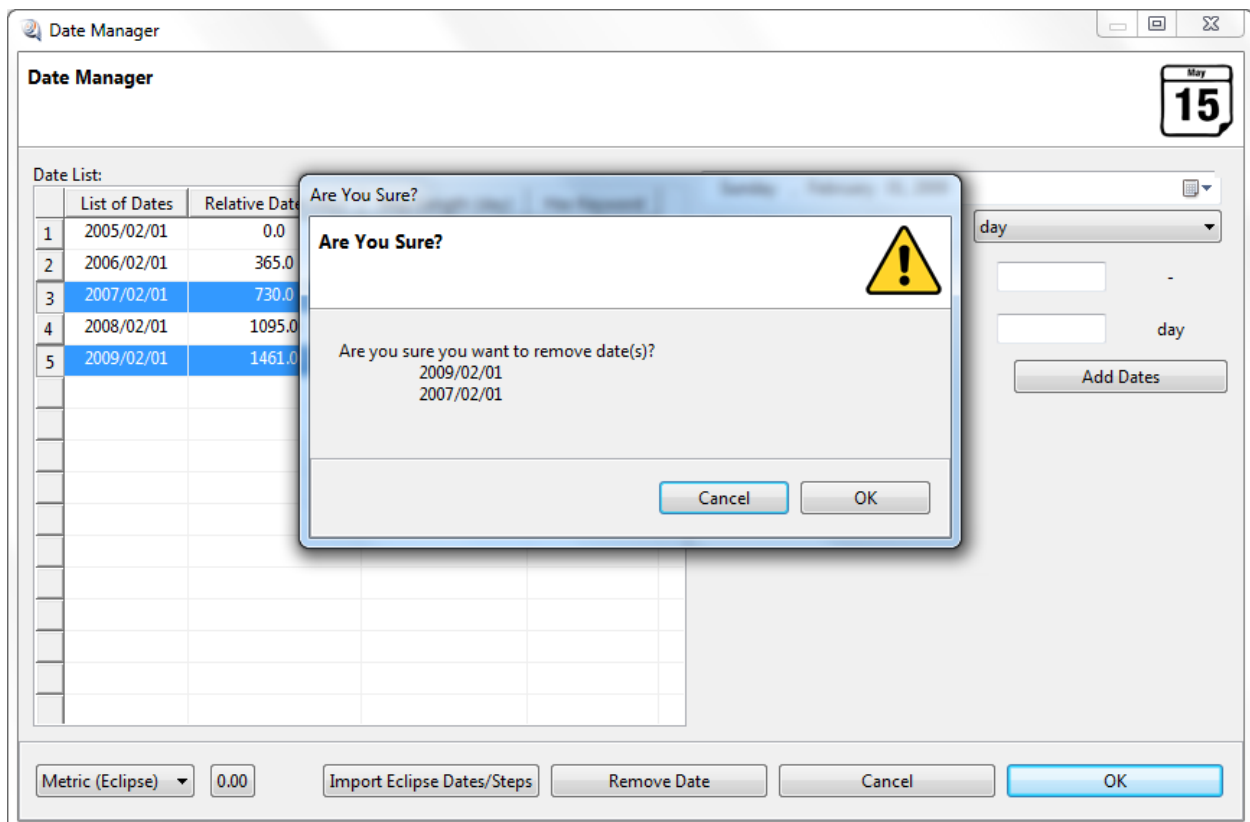 Date Manager
Date Manager
May
15
Date List:
List of Dates Relative Date
1 2005/02/01 0.0
2 2006/02/01 365.0
3 2007/02/01 730.0
4 2008/02/01 1095.0
5 2009/02/01 1461.0
Are You Sure?
Are You Sure?
Are you sure you want to remove date(s)?
2009/02/01
2007/02/01
Cancel OK
day
-
day
Add Dates
Metric (Eclipse) 0.00 Import Eclipse Dates/Steps Remove Date Cancel OK